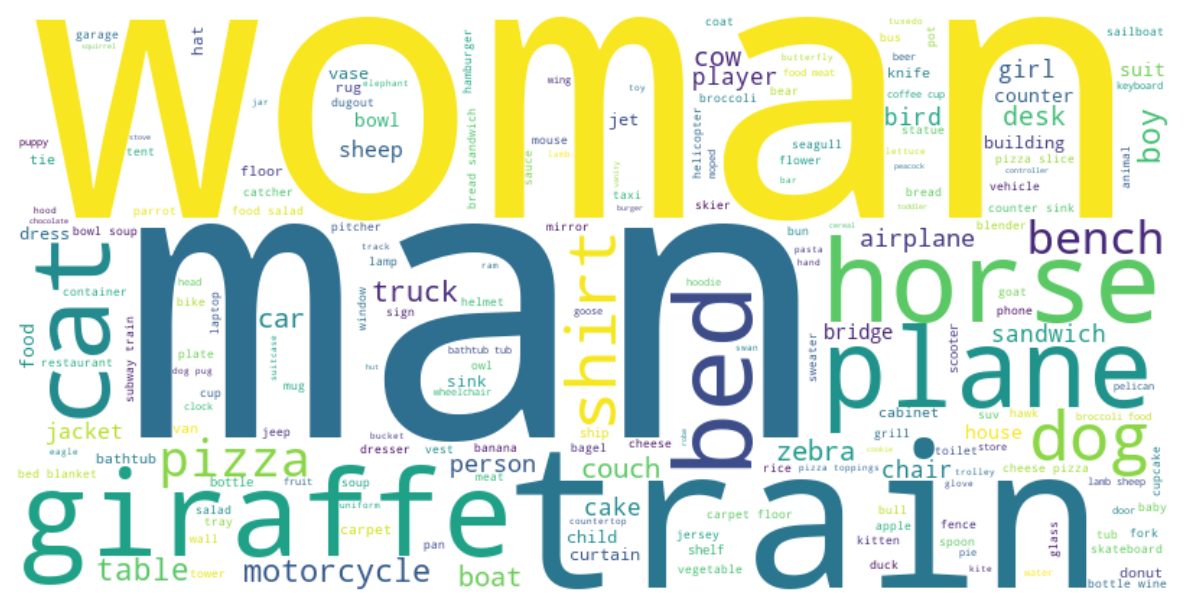 woman
man
train
giraffe
horse
plane
cat
bed
shirt
dog
bench
pizza
truck
motorcycle
table
boat
car
airplane
sandwich
bridge
zebra
chair
couch
person
cake
child
curtain
jacket
house
cow
player
bird
girl
counter
desk
building
suit
boy
vase
rug
dugout
bowl
sheep
elephant
garage
squirrel
hat
jar
puppy
tie
stove
tent
floor
catcher
parrot
food salad
hood
chocolate
dress
bowl soup
hamburger
bread sandwich
wing
toy
jet
mouse
lamb
sauce
vanity
taxi
burger
pitcher
mirror
coat
broccoli
butterfly
food meat
bear
helicopter
moped
seagull
flower
bar
skier
bun
tuxedo
bus
pot
beer
knife
coffee cup
statue
lettuce
peacock
bread
toddler
cereal
pizza slice
controller
vehicle
counter sink
blender
sailboat
keyboard
animal
container
food
restaurant
subway train
head
bike
laptop
plate
dog pug
cup
clock
mug
suitcase
van
jeep
track
lamp
ram
window
sign
helmet
bathtub tub
owl
sink
wheelchair
hut
goose
hoodie
swan
robe
pasta
hand
sweater
scooter
goat
phone
pelican
cabinet
suv
hawk
broccoli food
grill
toilet
store
cookie
rice
pizza toppings
trolley
cheese pizza
glove
lamb sheep
cupcake
ship
bagel
cheese
bucket
dresser
vest
banana
meat
eagle
bathtub
bed blanket
bottle
fruit
soup
uniform
salad
tray
wall
carpet
tower
pan
countertop
carpet floor
jersey
shelf
vegetable
bull
apple
kitten
duck
fence
spoon
pie
kite
glass
water
door
baby
tub
fork
skateboard
donut
bottle wine